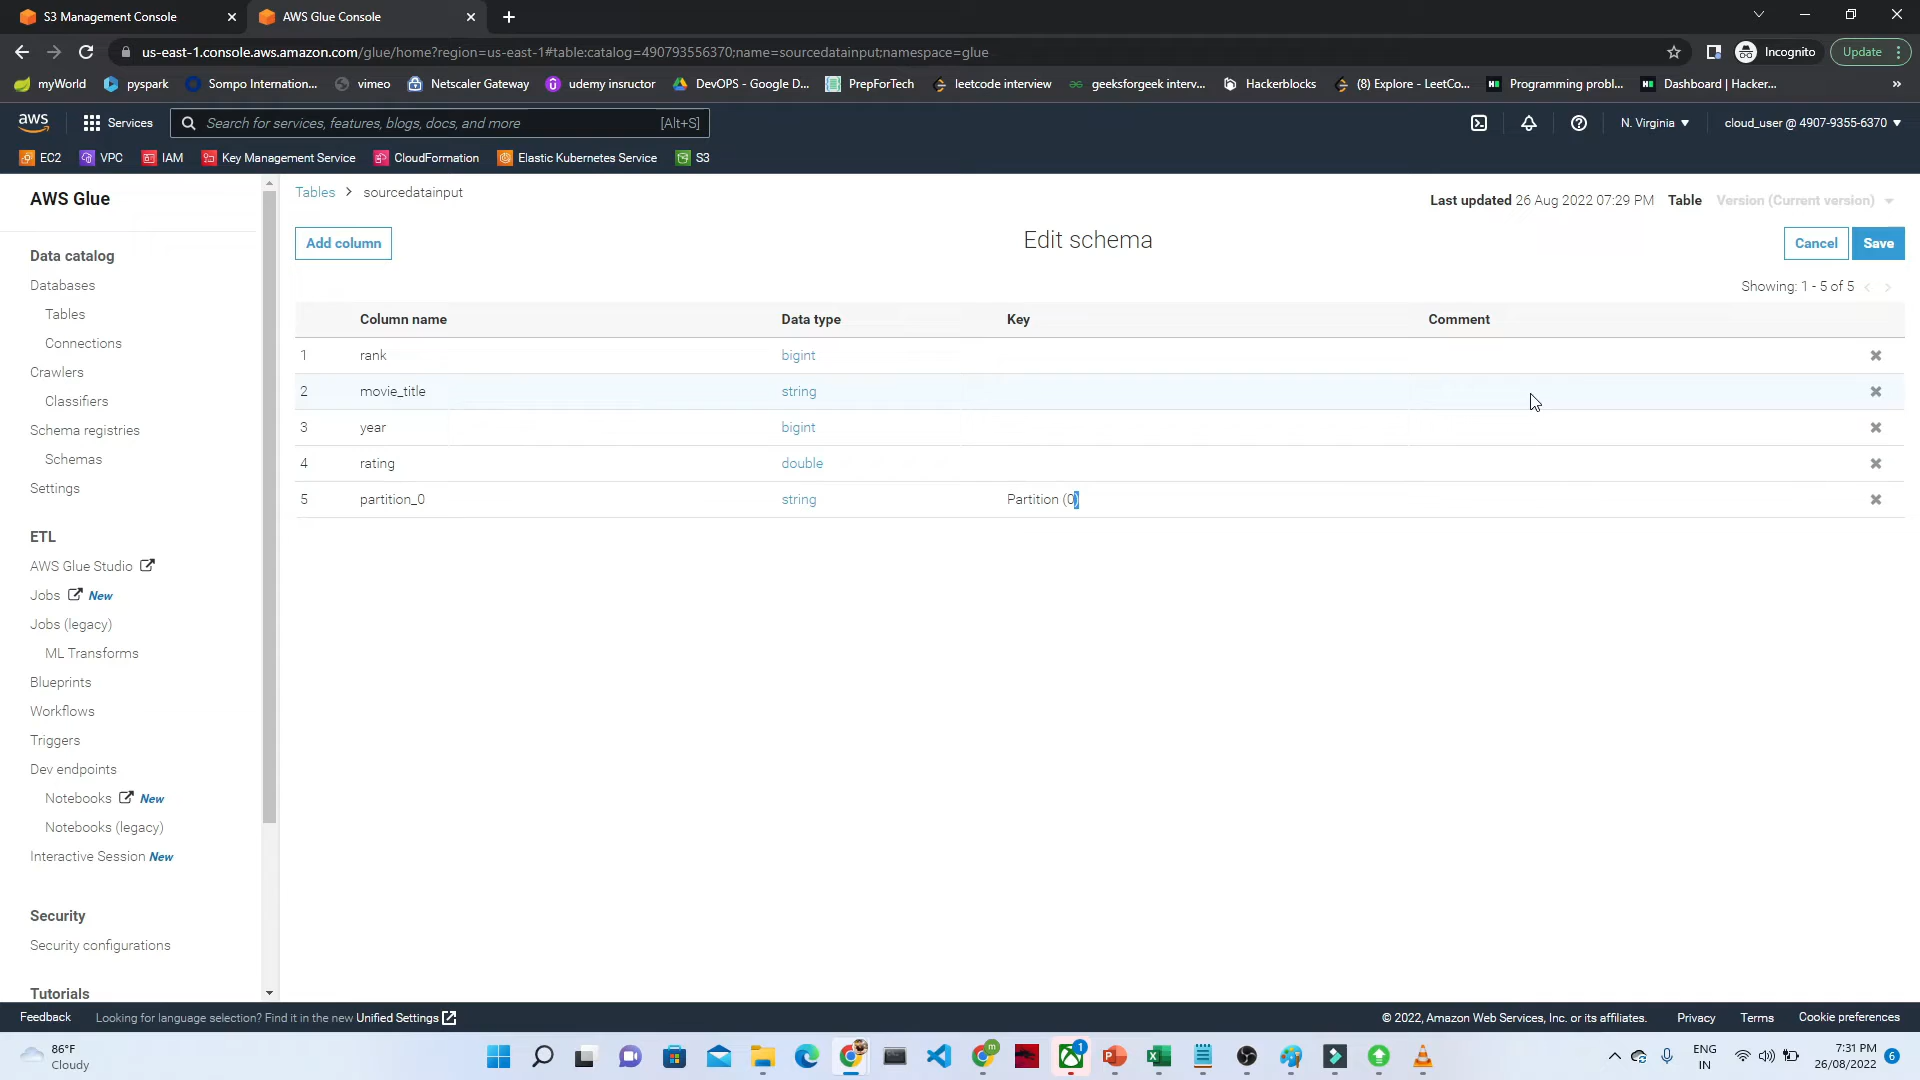 S3 Management Console
AWS Glue Console
us-east-1.console.aws.amazon.com/glue/home?region=us-east-1#table:catalog=490793556370;name=sourcedatainput;namespace=glue
Incognito
Update
myWorld
pyspark
Sompo Internation...
vimeo
Netscaler Gateway
udemy insructor
DevOPS - Google D...
PrepForTech
leetcode interview
geeksforgeek interv...
Hackerblocks
(8) Explore - LeetCo...
Programming probl...
Dashboard | Hacker...
»
aws
Services
Search for services, features, blogs, docs, and more
[Alt+S]
N. Virginia
cloud_user @ 4907-9355-6370
EC2
VPC
IAM
Key Management Service
CloudFormation
Elastic Kubernetes Service
S3
AWS Glue
Data catalog
Databases
Tables
Connections
Crawlers
Classifiers
Schema registries
Schemas
Settings
ETL
AWS Glue Studio
Jobs New
Jobs (legacy)
ML Transforms
Blueprints
Workflows
Triggers
Dev endpoints
Notebooks New
Notebooks (legacy)
Interactive Session New
Security
Security configurations
Tutorials
Tables > sourcedatainput
Last updated 26 Aug 2022 07:29 PM Table Version (Current version)
Add column
Edit schema
Cancel
Save
Showing: 1 - 5 of 5 < >
Column name Data type Key Comment
1 rank bigint
2 movie_title string
3 year bigint
4 rating double
5 partition_0 string Partition (0)
Feedback
Looking for language selection? Find it in the new Unified Settings
© 2022, Amazon Web Services, Inc. or its affiliates.
Privacy
Terms
Cookie preferences
86°F
Cloudy
m
1
ENG
IN
7:31 PM
26/08/2022
6